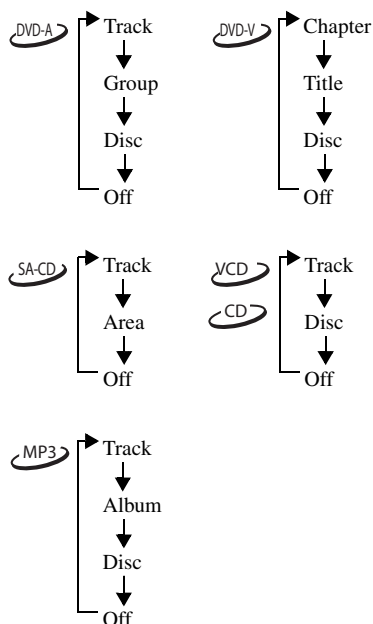 DVD-A
Track
Group
Disc
Off
DVD-V
Chapter
Title
Disc
Off
SA-CD
Track
Area
Off
VCD
CD
Track
Disc
Off
MP3
Track
Album
Disc
Off